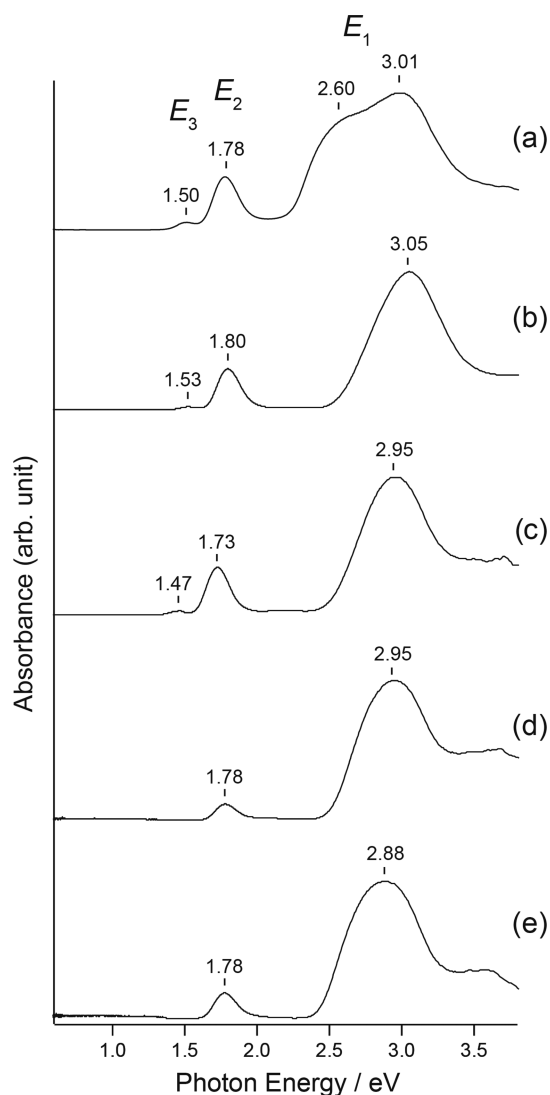 E1
3.01
2.60
E2
E3
1.78
1.50
(a)
3.05
(b)
1.80
1.53
2.95
(c)
1.73
1.47
2.95
(d)
1.78
2.88
(e)
1.78
Absorbance (arb. unit)
1.0 1.5 2.0 2.5 3.0 3.5
Photon Energy / eV